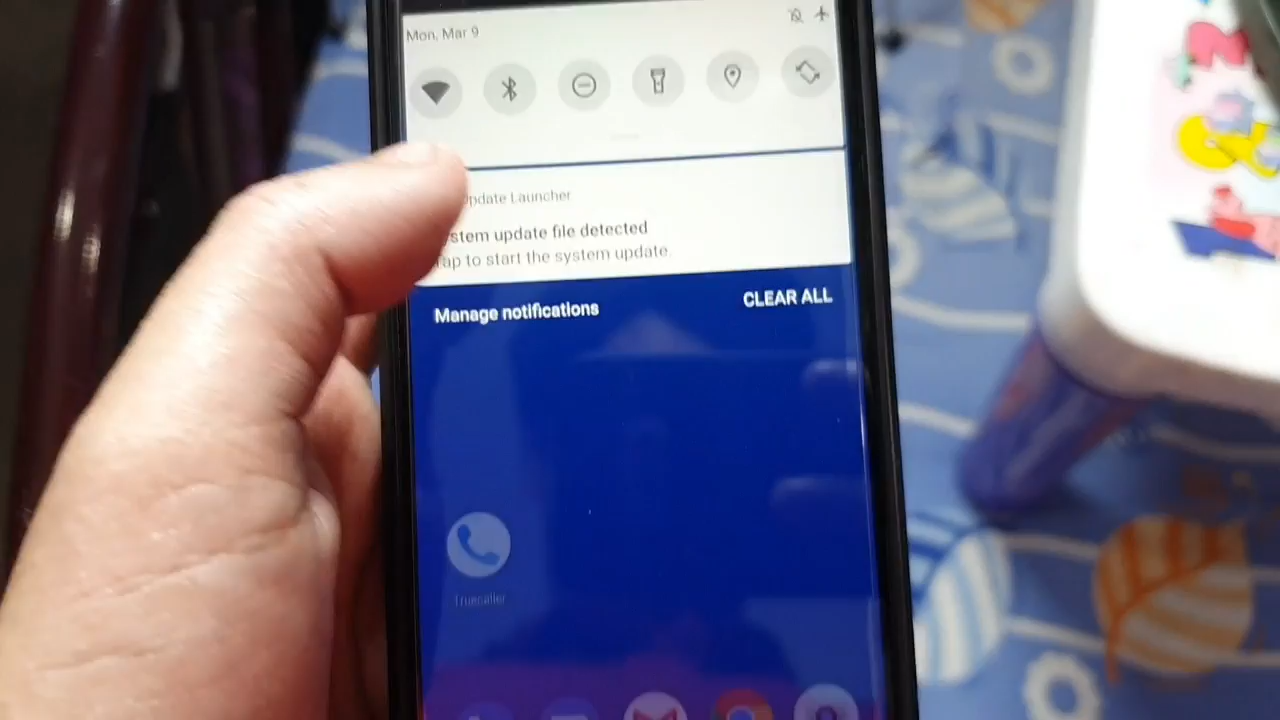 Mon, Mar 9
Update Launcher
ystem update file detected
Tap to start the system update.
Manage notifications
CLEAR ALL
Truecaller